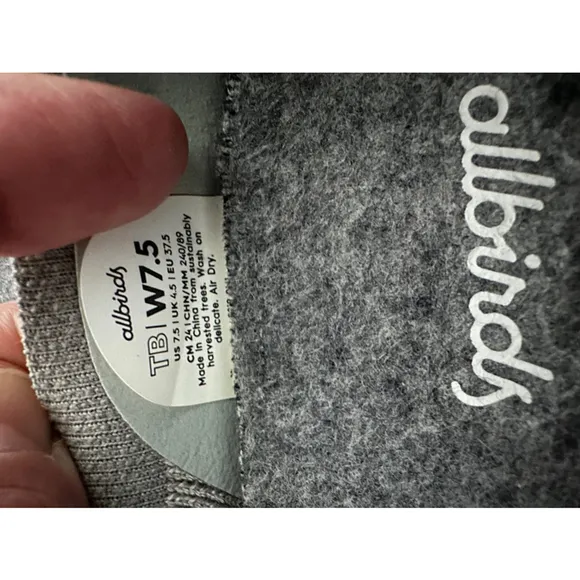 allbirds
TB | W7.5
US 7.5 | UK 4.5 | EU 37.5
CM 24 | CHN/MM 240/89
Made in China from sustainably
harvested trees. Wash on
delicate. Air Dry.
allbirds